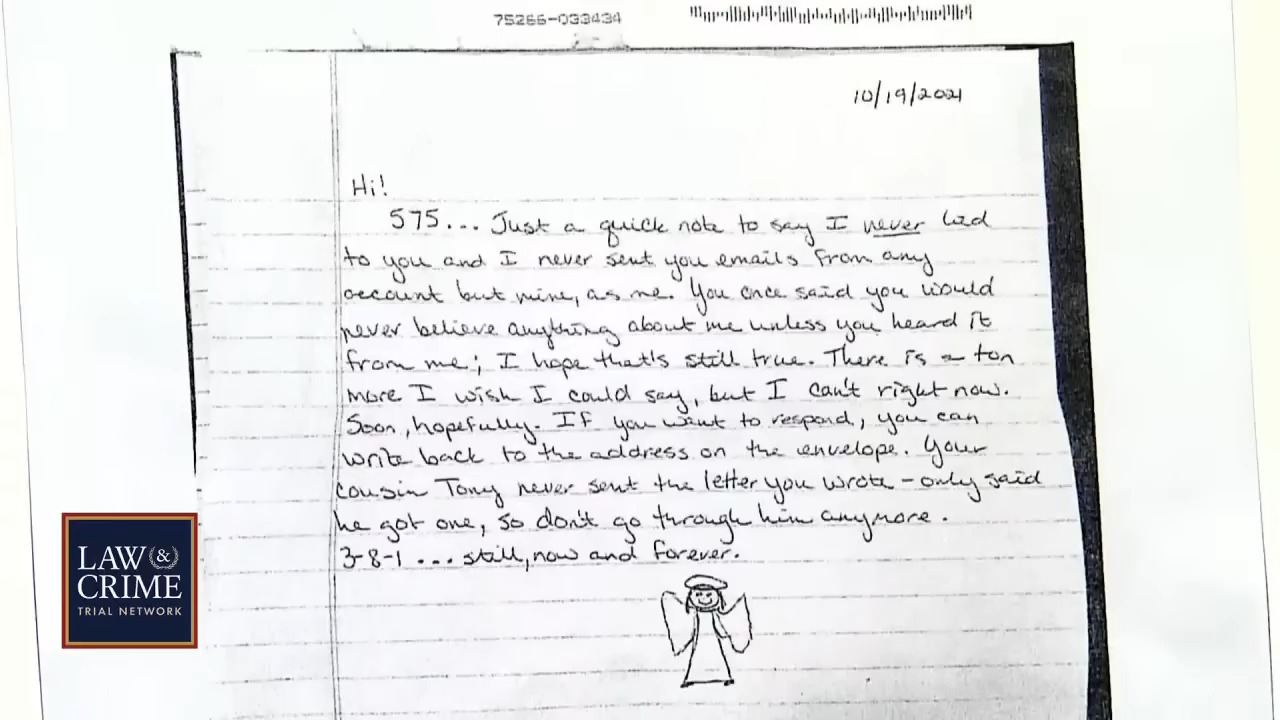 75266-033434
10/19/2021
Hi!
575... Just a quick note to say I never lied
to you and I never sent you emails from any
account but mine, as me. You once said you would
never believe anything about me unless you heard it
from me; I hope that's still true. There is a ton
more I wish I could say, but I can't right now.
Soon, hopefully. If you want to respond, you can
write back to the address on the envelope. Your
cousin Tony never sent the letter you wrote - only said
he got one, so don't go through him anymore.
3-8-1 ... still, now and forever.
LAW &
CRIME
TRIAL NETWORK